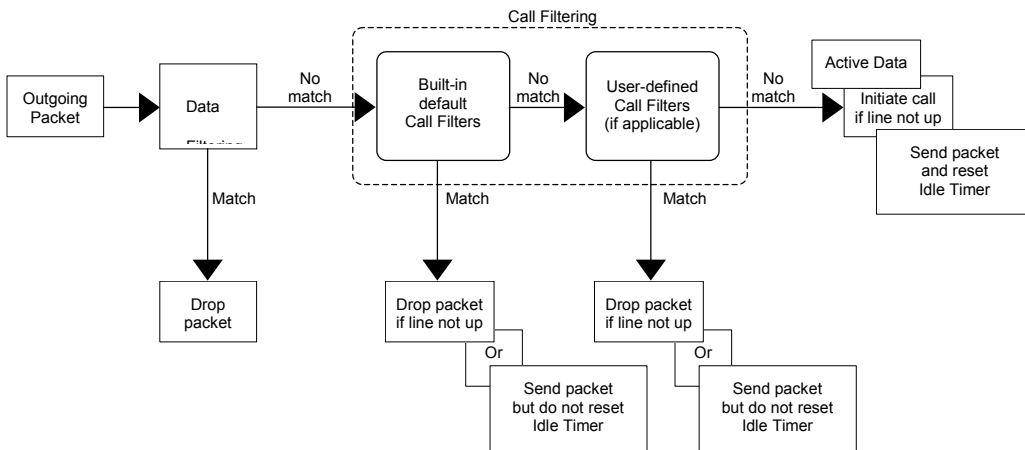 Call Filtering
Outgoing
Packet
Data
No
match
Built-in
default
Call Filters
No
match
User-defined
Call Filters
(if applicable)
No
match
Active Data
Initiate call
if line not up
Send packet
and reset
Idle Timer
Match
Match
Match
Drop
packet
Drop packet
if line not up
Or
Send packet
but do not reset
Idle Timer
Drop packet
if line not up
Or
Send packet
but do not reset
Idle Timer